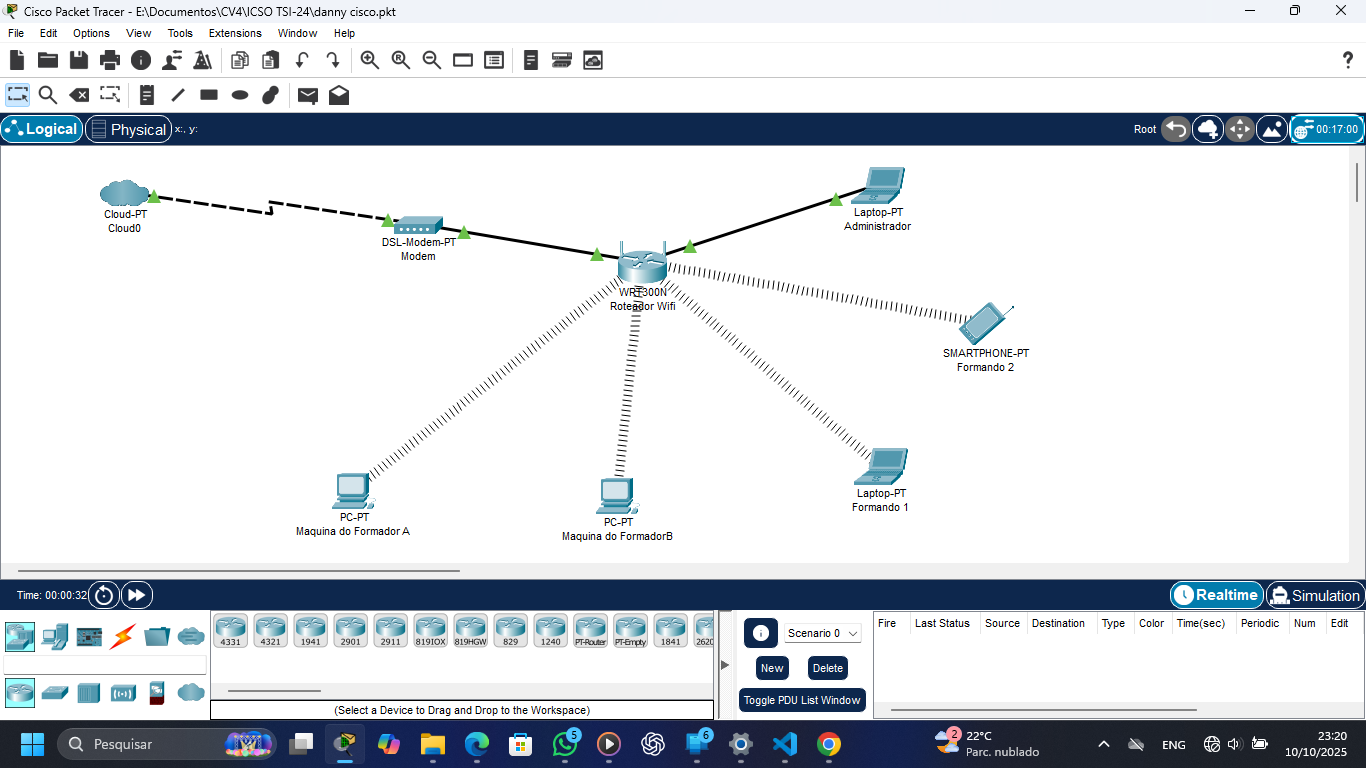 Cisco Packet Tracer - E:\Documentos\CV4\ICSO TSI-24\danny cisco.pkt
File Edit Options View Tools Extensions Window Help
Logical Physical x:, y: Root 00:17:00
Cloud-PT
Cloud0
DSL-Modem-PT
Modem
WRT300N
Roteador Wifi
Laptop-PT
Administrador
SMARTPHONE-PT
Formando 2
Laptop-PT
Formando 1
PC-PT
Maquina do Formador A
PC-PT
Maquina do FormadorB
Time: 00:00:32 Realtime Simulation
4331 4321 1941 2901 2911 819IOX 819HGW 829 1240 PT-Router PT-Empty 1841 2620
(Select a Device to Drag and Drop to the Workspace)
Scenario 0
New Delete
Toggle PDU List Window
Fire Last Status Source Destination Type Color Time(sec) Periodic Num Edit
Pesquisar
5
6
2
22°C
Parc. nublado
ENG
23:20
10/10/2025